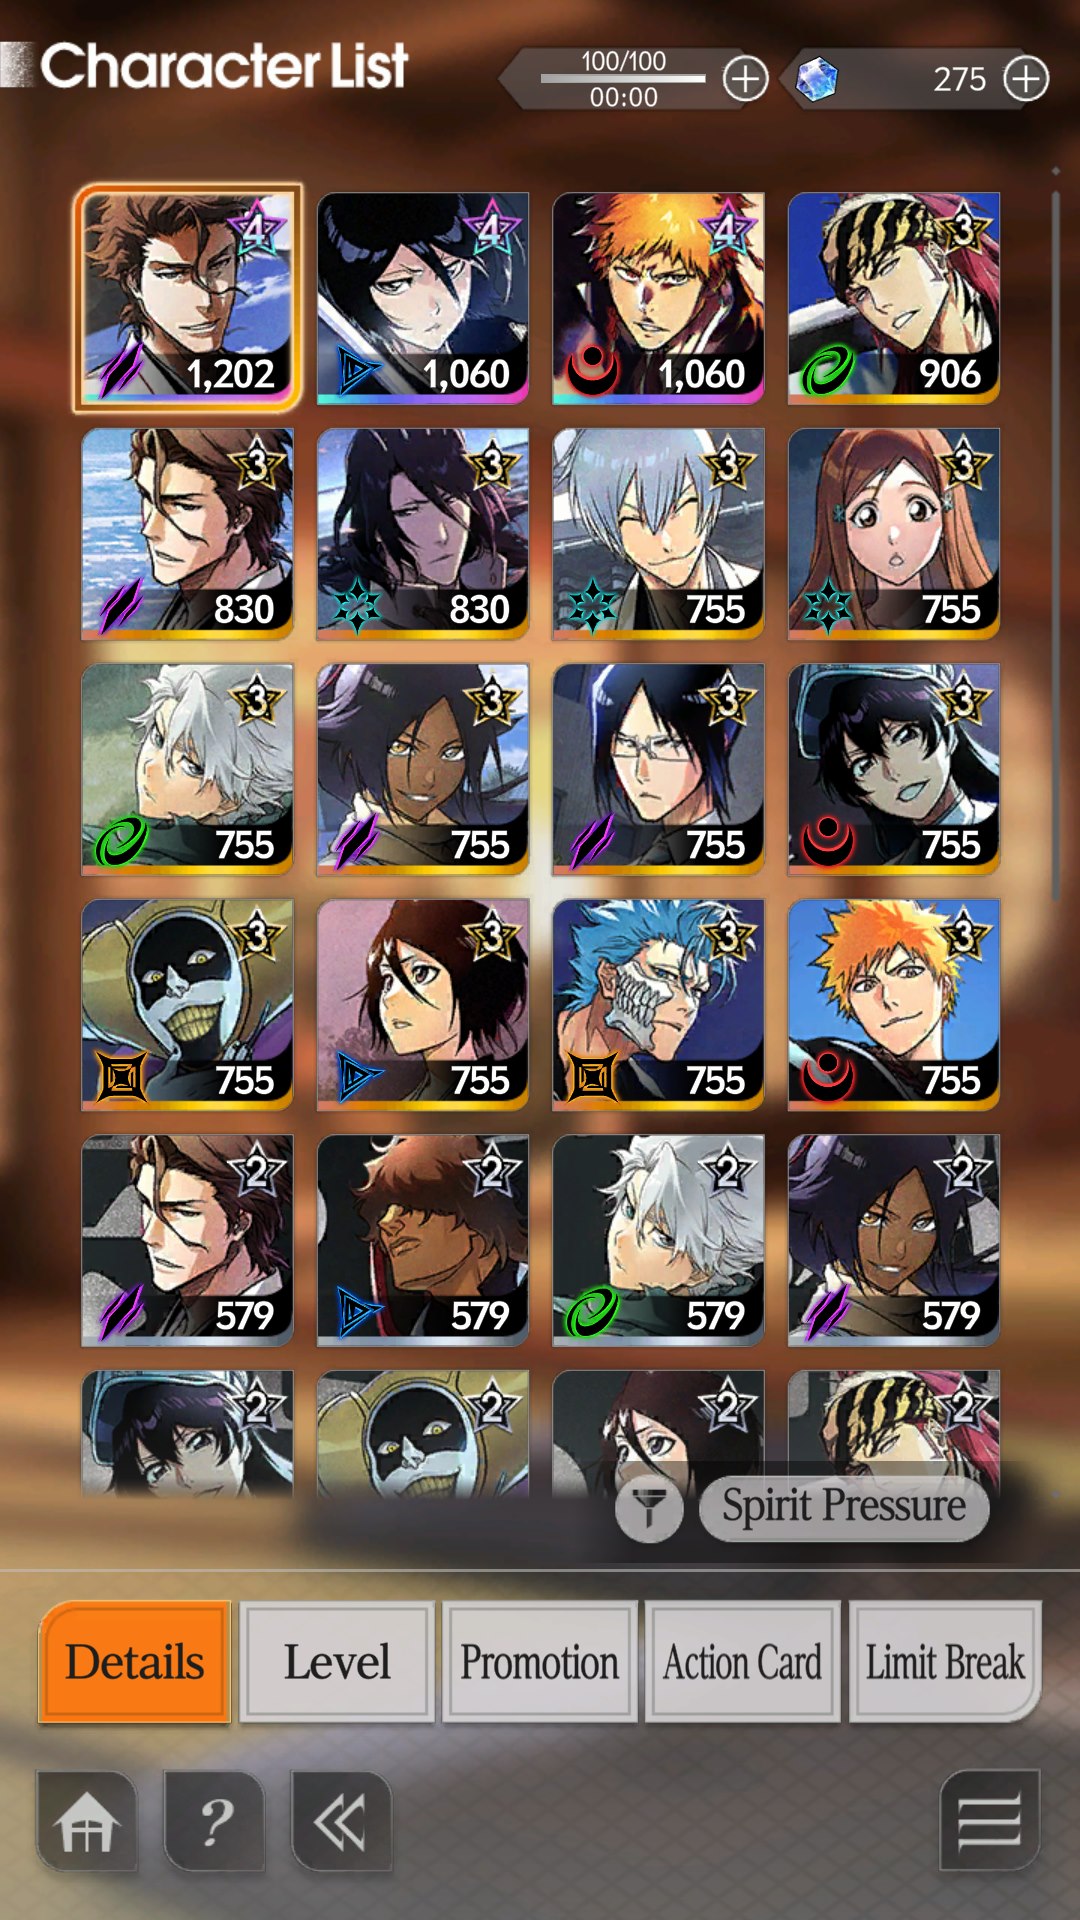 Character List
100/100
00:00
275
4 4 4 3
1,202 1,060 1,060 906
3 3 3 3
830 830 755 755
3 3 3 3
755 755 755 755
3 3 3 3
755 755 755 755
2 2 2 2
579 579 579 579
2 2 2 2
Spirit Pressure
Details Level Promotion Action Card Limit Break
?